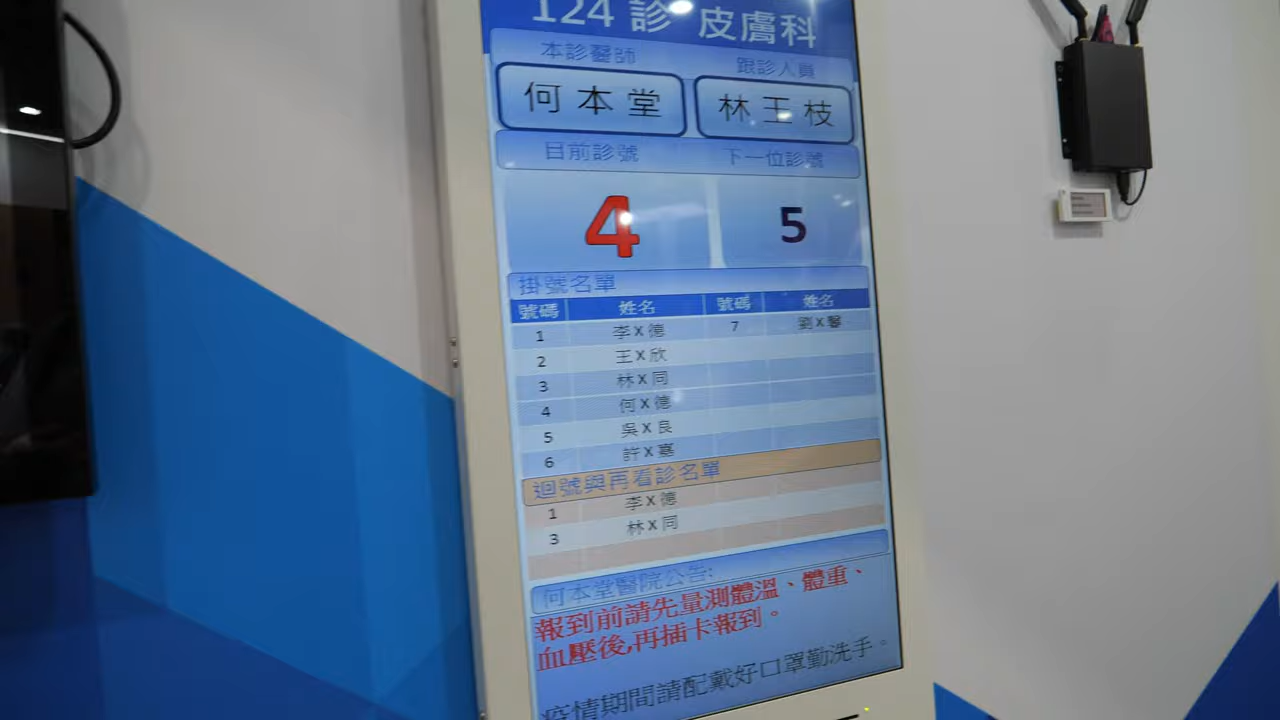 124 診 皮膚科
本診醫師 跟診人員
何本堂 林王枝
目前診號 下一位診號
4 5
掛號名單
號碼 姓名 號碼 姓名
1 李X德 7 劉X馨
2 王X欣
3 林X同
4 何X德
5 吳X良
6 許X嘉
迴號與再看診名單
1 李X德
3 林X同
何本堂醫院公告:
報到前請先量測體溫、體重、
血壓後,再插卡報到。
疫情期間請配戴好口罩勤洗手。